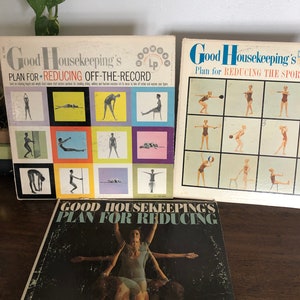 Good Housekeeping's
PLAN FOR REDUCING OFF-THE-RECORD
LP
Good Housekeeping's
Plan for REDUCING THE SPOR
GOOD HOUSEKEEPING'S
PLAN FOR REDUCING